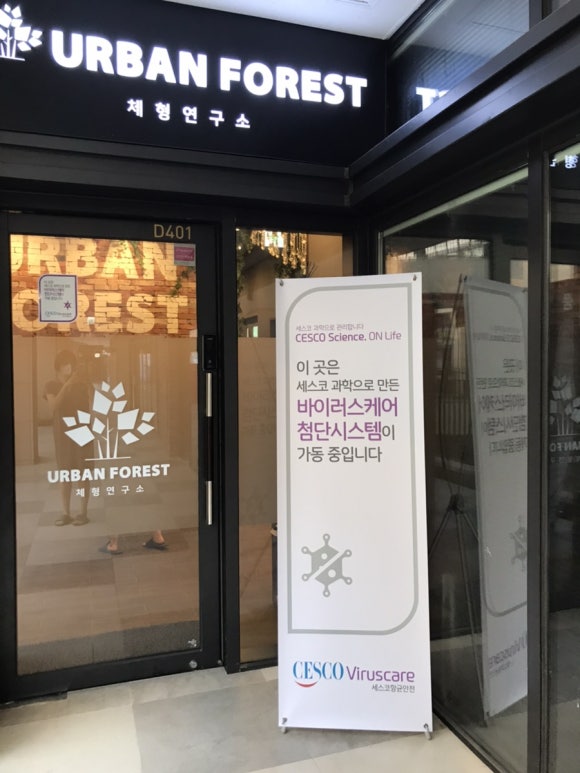 URBAN FOREST
체형연구소
D401
URBAN
FOREST
URBAN FOREST
체형연구소
세스코 과학으로 관리합니다
CESCO Science. ON Life
이 곳은
세스코 과학으로 만든
바이러스케어
첨단시스템이
가동 중입니다
CESCO Viruscare
세스코항균안전